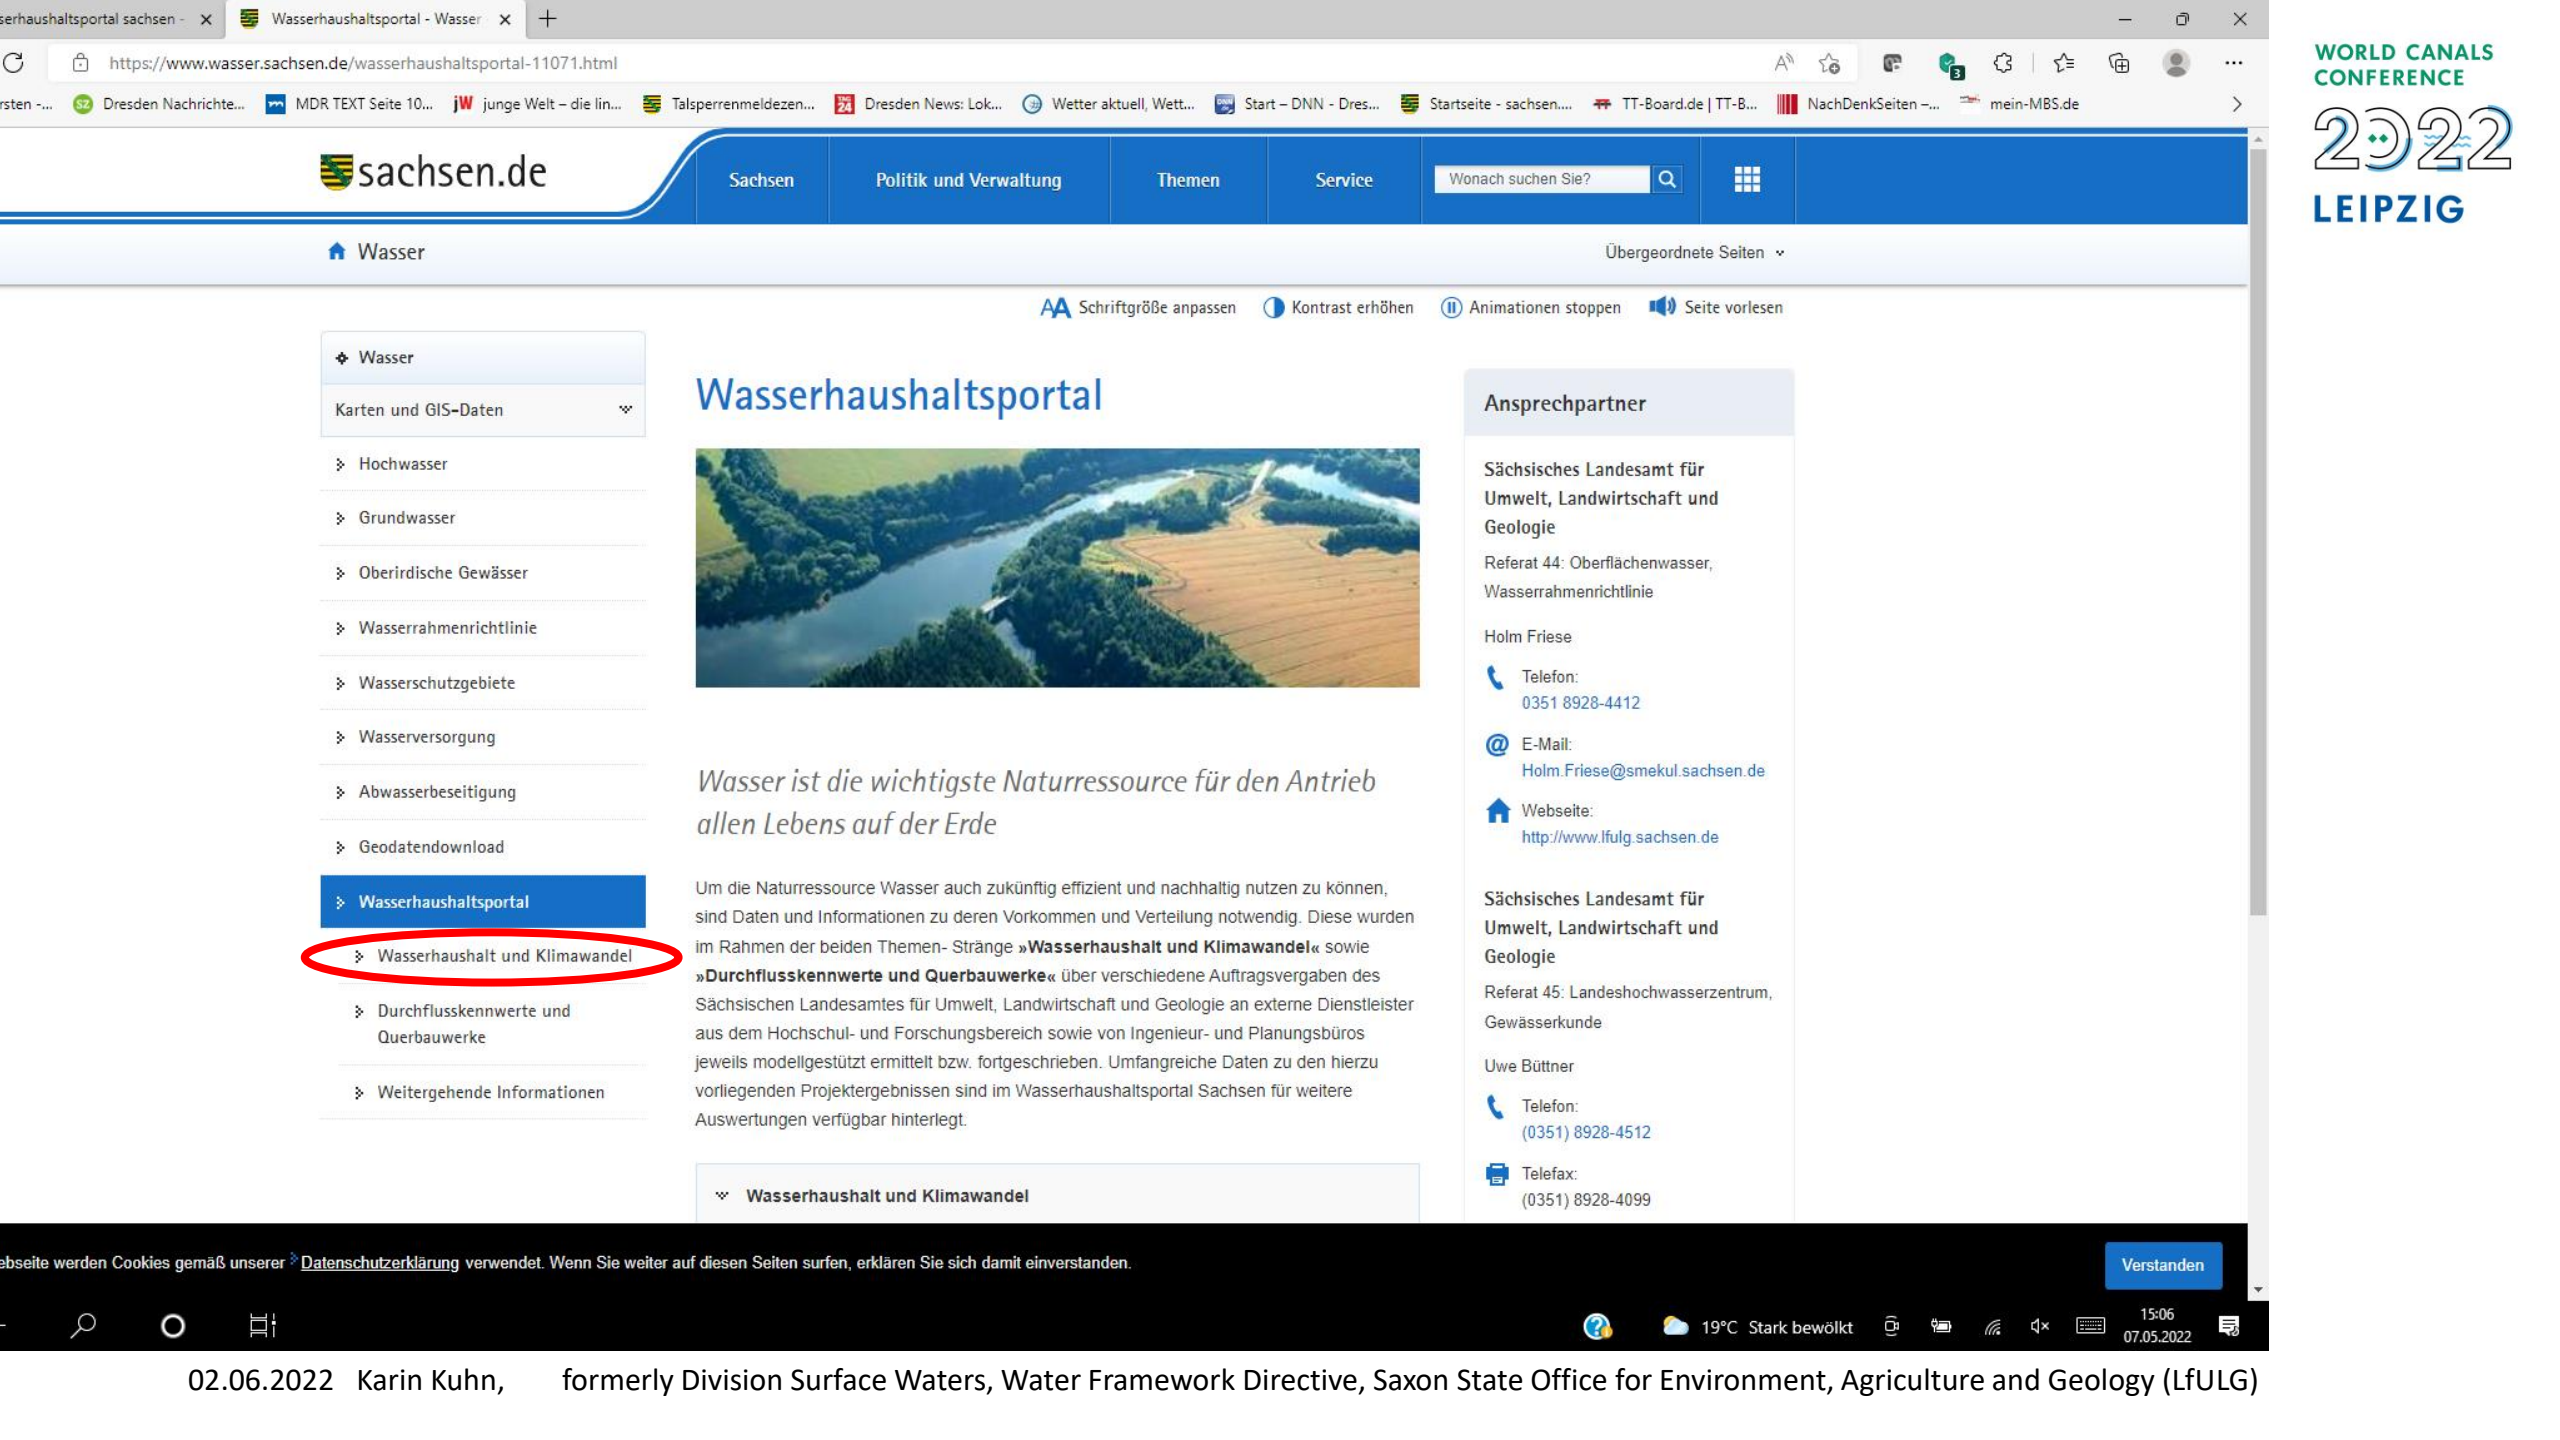 serhaushaltsportal sachsen -
Wasserhaushaltsportal - Wasser
https://www.wasser.sachsen.de/wasserhaushaltsportal-11071.html
rsten -... Dresden Nachrichte... MDR TEXT Seite 10... jW junge Welt – die lin... Talsperrenmeldezen... Dresden News: Lok... Wetter aktuell, Wett... Start – DNN - Dres... Startseite - sachsen.... TT-Board.de | TT-B... NachDenkSeiten –... mein-MBS.de
WORLD CANALS
CONFERENCE
2022
LEIPZIG
sachsen.de
Sachsen
Politik und Verwaltung
Themen
Service
Wonach suchen Sie?
Wasser
Übergeordnete Seiten
Schriftgröße anpassen Kontrast erhöhen Animationen stoppen Seite vorlesen
Wasser
Karten und GIS-Daten
Hochwasser
Grundwasser
Oberirdische Gewässer
Wasserrahmenrichtlinie
Wasserschutzgebiete
Wasserversorgung
Abwasserbeseitigung
Geodatendownload
Wasserhaushaltsportal
Wasserhaushalt und Klimawandel
Durchflusskennwerte und
Querbauwerke
Weitergehende Informationen
Wasserhaushaltsportal
Wasser ist die wichtigste Naturressource für den Antrieb
allen Lebens auf der Erde
Um die Naturressource Wasser auch zukünftig effizient und nachhaltig nutzen zu können,
sind Daten und Informationen zu deren Vorkommen und Verteilung notwendig. Diese wurden
im Rahmen der beiden Themen- Stränge »Wasserhaushalt und Klimawandel« sowie
»Durchflusskennwerte und Querbauwerke« über verschiedene Auftragsvergaben des
Sächsischen Landesamtes für Umwelt, Landwirtschaft und Geologie an externe Dienstleister
aus dem Hochschul- und Forschungsbereich sowie von Ingenieur- und Planungsbüros
jeweils modellgestützt ermittelt bzw. fortgeschrieben. Umfangreiche Daten zu den hierzu
vorliegenden Projektergebnissen sind im Wasserhaushaltsportal Sachsen für weitere
Auswertungen verfügbar hinterlegt.
Wasserhaushalt und Klimawandel
Ansprechpartner
Sächsisches Landesamt für
Umwelt, Landwirtschaft und
Geologie
Referat 44: Oberflächenwasser,
Wasserrahmenrichtlinie
Holm Friese
Telefon:
0351 8928-4412
E-Mail:
Holm.Friese@smekul.sachsen.de
Webseite:
http://www.lfulg.sachsen.de
Sächsisches Landesamt für
Umwelt, Landwirtschaft und
Geologie
Referat 45: Landeshochwasserzentrum,
Gewässerkunde
Uwe Büttner
Telefon:
(0351) 8928-4512
Telefax:
(0351) 8928-4099
ebseite werden Cookies gemäß unserer Datenschutzerklärung verwendet. Wenn Sie weiter auf diesen Seiten surfen, erklären Sie sich damit einverstanden.
Verstanden
19°C Stark bewölkt
15:06
07.05.2022
02.06.2022 Karin Kuhn, formerly Division Surface Waters, Water Framework Directive, Saxon State Office for Environment, Agriculture and Geology (LfULG)